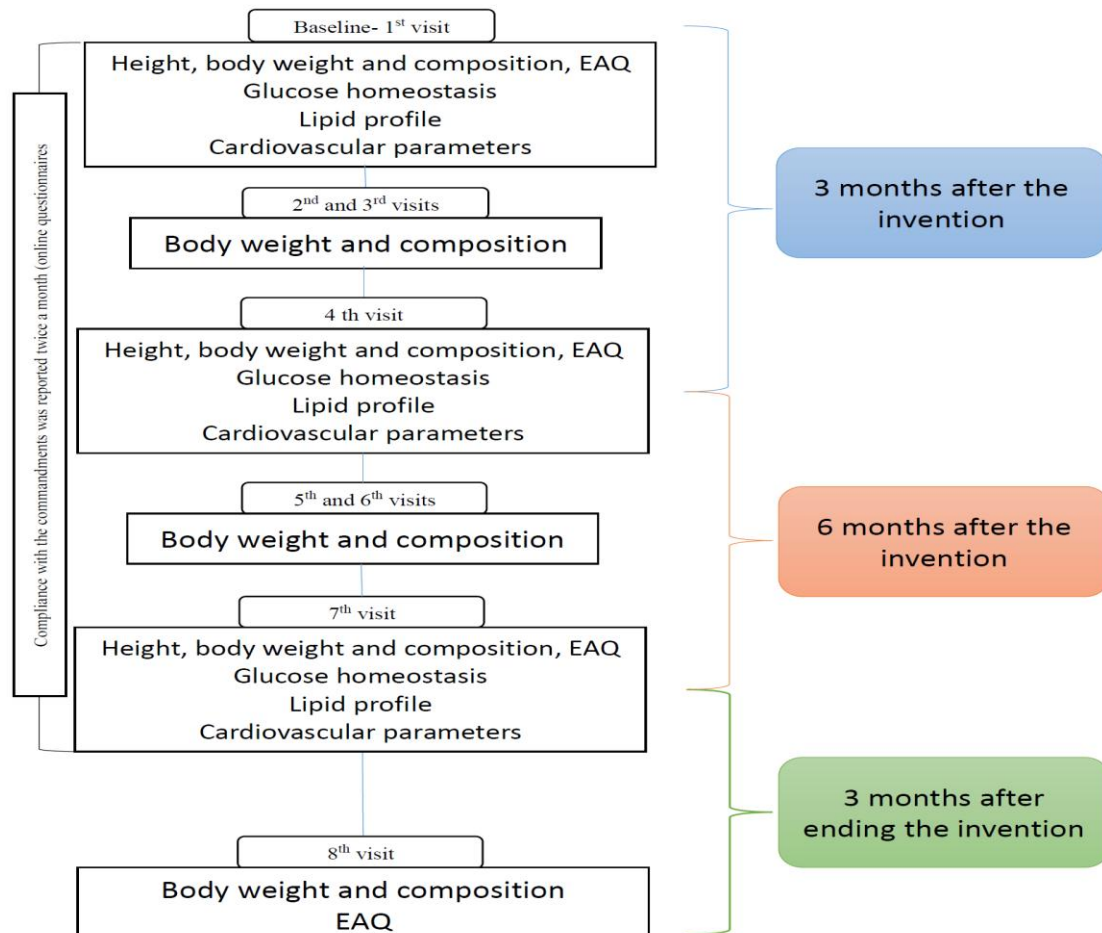 Baseline- 1st visit
Height, body weight and composition, EAQ
Glucose homeostasis
Lipid profile
Cardiovascular parameters
2nd and 3rd visits
Body weight and composition
4 th visit
Height, body weight and composition, EAQ
Glucose homeostasis
Lipid profile
Cardiovascular parameters
5th and 6th visits
Body weight and composition
7th visit
Height, body weight and composition, EAQ
Glucose homeostasis
Lipid profile
Cardiovascular parameters
8th visit
Body weight and composition
EAQ
Compliance with the commandments was reported twice a month (online questionnaires
3 months after the
invention
6 months after the
invention
3 months after
ending the invention